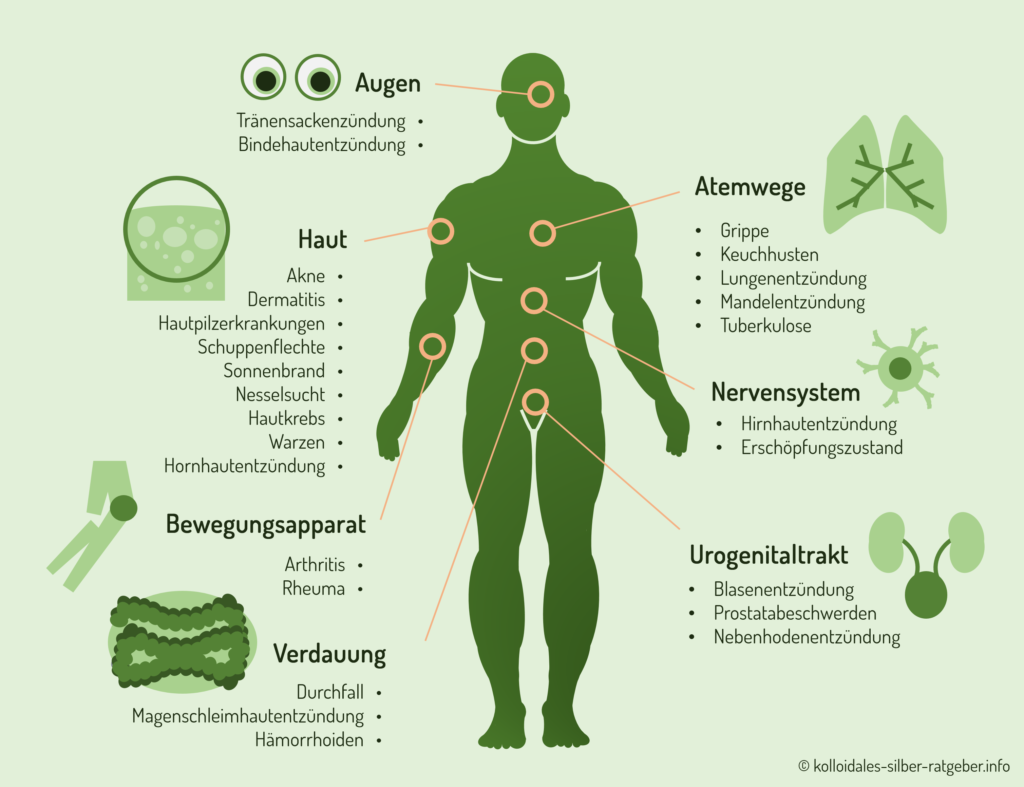 Augen
Tränensackenzündung •
Bindehautentzündung •
Haut
Akne •
Dermatitis •
Hautpilzerkrankungen •
Schuppenflechte •
Sonnenbrand •
Nesselsucht •
Hautkrebs •
Warzen •
Hornhautentzündung •
Bewegungsapparat
Arthritis •
Rheuma •
Verdauung
Durchfall •
Magenschleimhautentzündung •
Hämorrhoiden •
Atemwege
• Grippe
• Keuchhusten
• Lungenentzündung
• Mandelentzündung
• Tuberkulose
Nervensystem
• Hirnhautentzündung
• Erschöpfungszustand
Urogenitaltrakt
• Blasenentzündung
• Prostatabeschwerden
• Nebenhodenentzündung
© kolloidales-silber-ratgeber.info